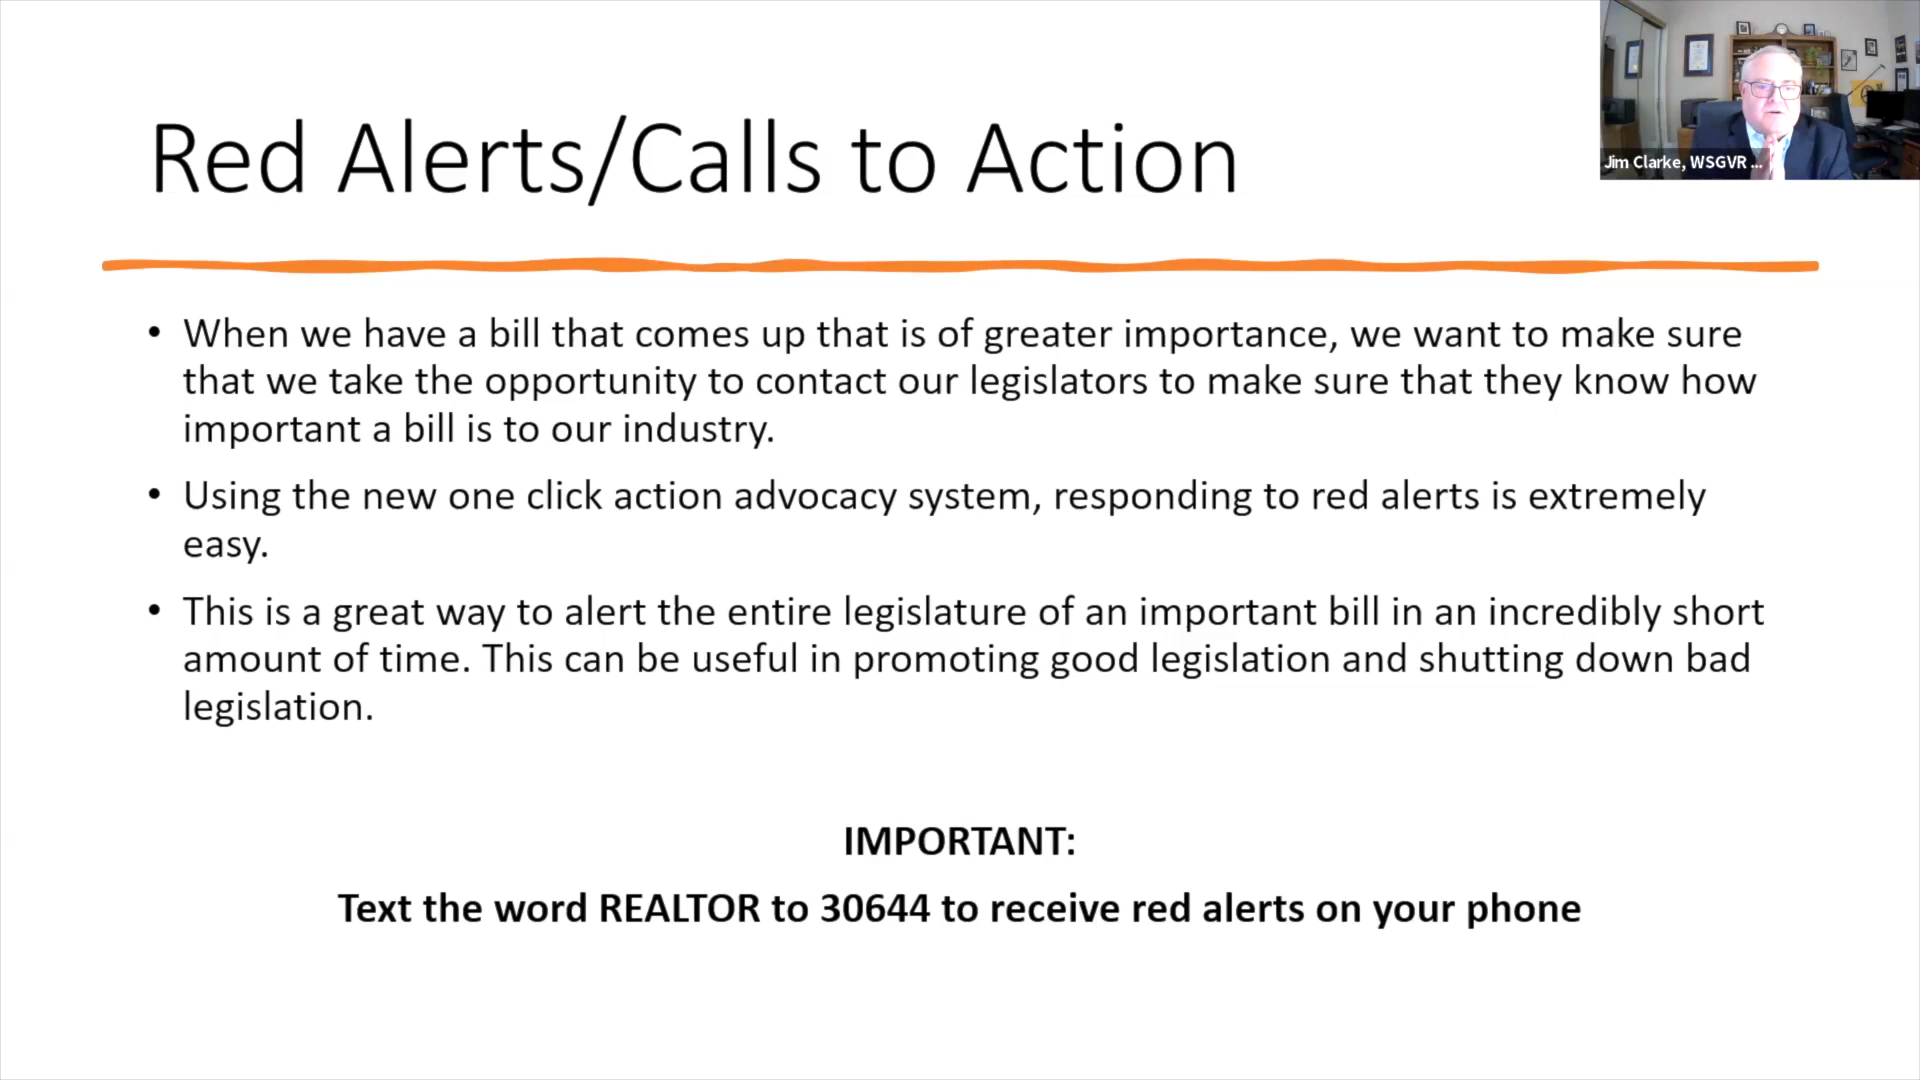 Red Alerts/Calls to Action
Jim Clarke, WSGVR ...
• When we have a bill that comes up that is of greater importance, we want to make sure
that we take the opportunity to contact our legislators to make sure that they know how
important a bill is to our industry.
• Using the new one click action advocacy system, responding to red alerts is extremely
easy.
• This is a great way to alert the entire legislature of an important bill in an incredibly short
amount of time. This can be useful in promoting good legislation and shutting down bad
legislation.
IMPORTANT:
Text the word REALTOR to 30644 to receive red alerts on your phone